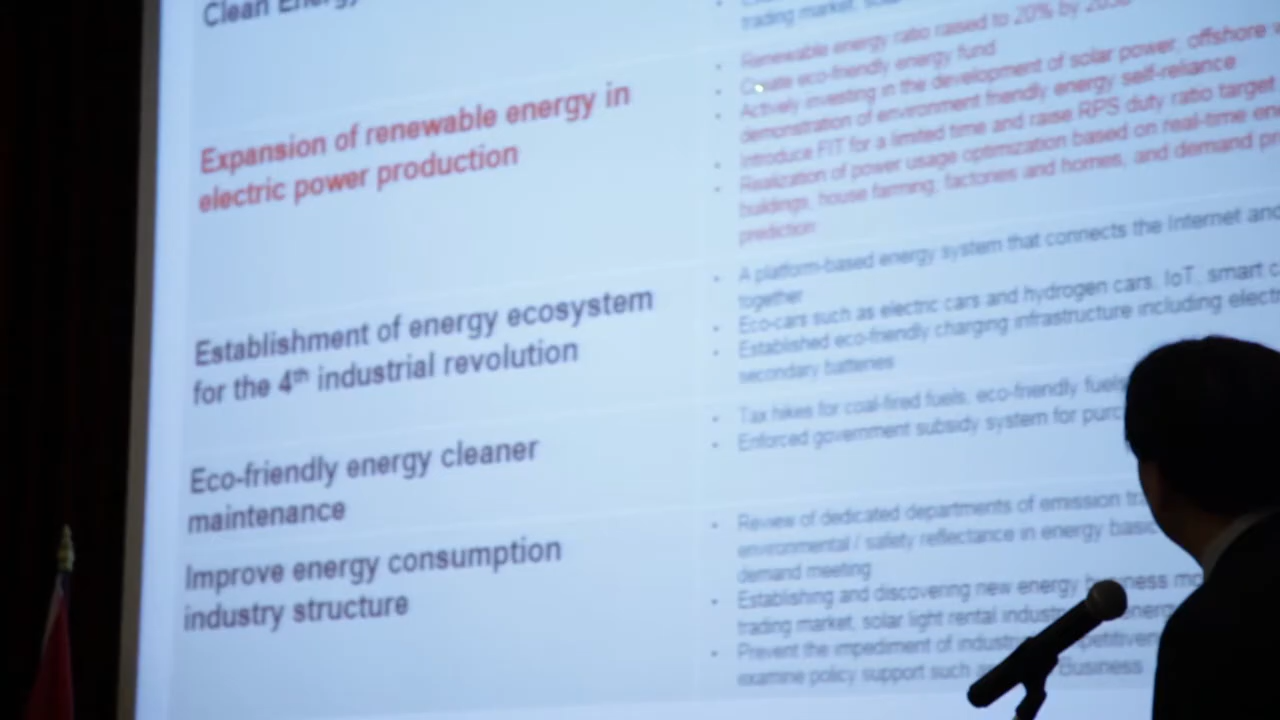 Clean Energy
trading market, solar
Expansion of renewable energy in
electric power production
Renewable energy ratio raised to 20% by 2030
Create eco-friendly energy fund
Actively investing in the development of solar power, offshore
demonstration of environment friendly energy self-reliance
Introduce FIT for a limited time and raise RPS duty ratio target
Realization of power usage optimization based on real-time
buildings, house farming, factories and homes, and demand
prediction
Establishment of energy ecosystem
for the 4th industrial revolution
A platform-based energy system that connects the Internet and
together
Eco-cars such as electric cars and hydrogen cars, IoT, smart
Established eco-friendly charging infrastructure including
secondary batteries
Eco-friendly energy cleaner
maintenance
Tax hikes for coal-fired fuels, eco-friendly fuels
Enforced government subsidy system for
Improve energy consumption
industry structure
Review of dedicated departments of emission
environmental / safety reflectance in energy
demand meeting
Establishing and discovering new energy business
trading market, solar light rental
Prevent the impediment of
examine policy support such Business